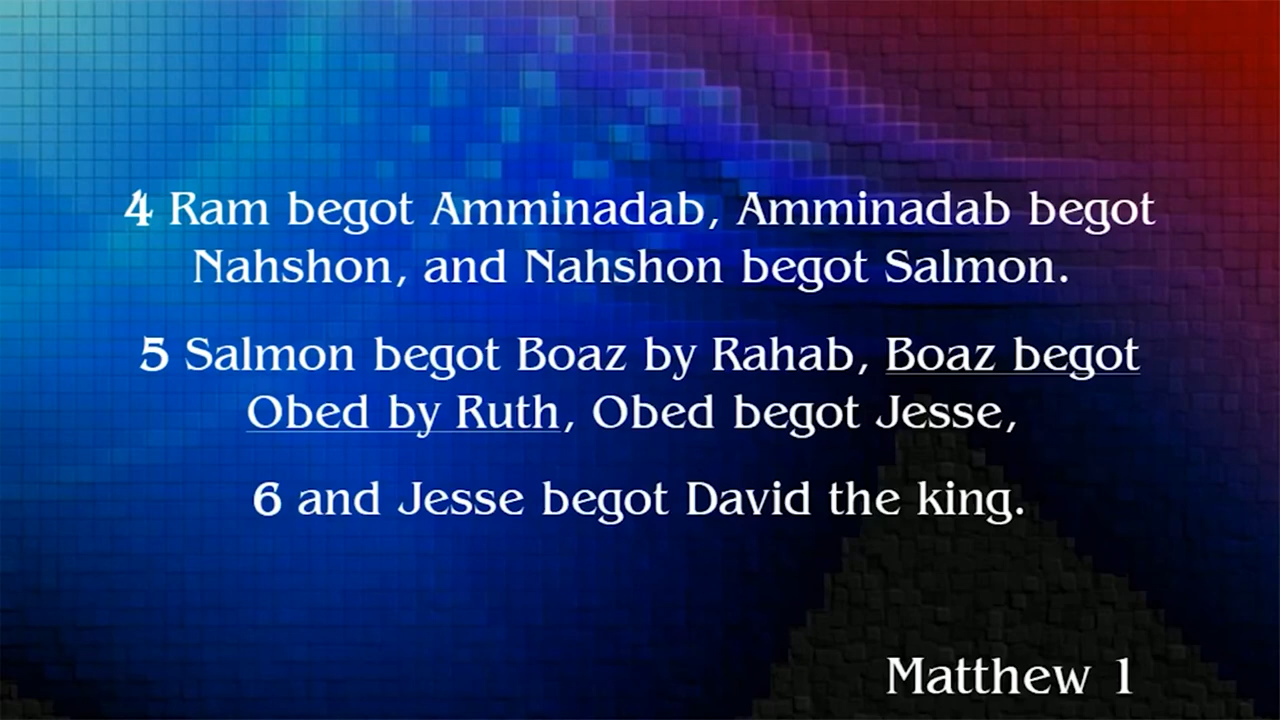 4 Ram begot Amminadab, Amminadab begot
Nahshon, and Nahshon begot Salmon.
5 Salmon begot Boaz by Rahab, Boaz begot
Obed by Ruth, Obed begot Jesse,
6 and Jesse begot David the king.
Matthew 1